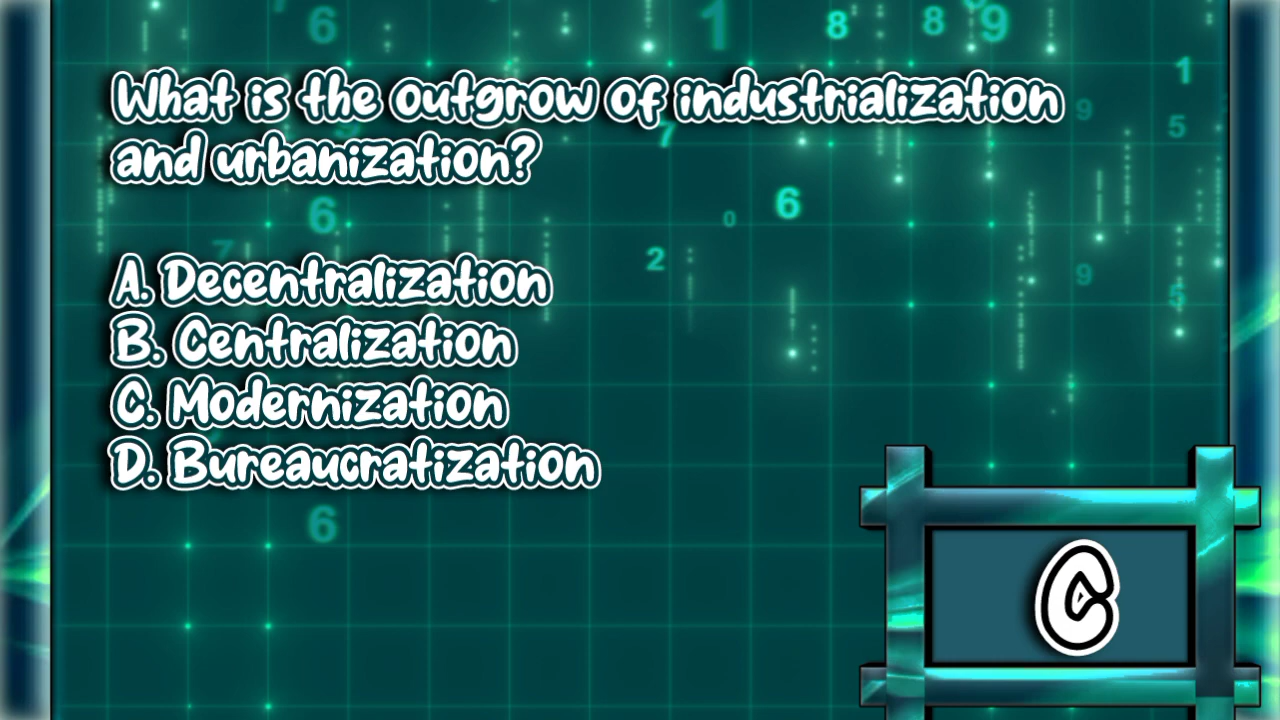 What is the outgrow of industrialization
and urbanization?
A. Decentralization
B. Centralization
C. Modernization
D. Bureaucratization
C